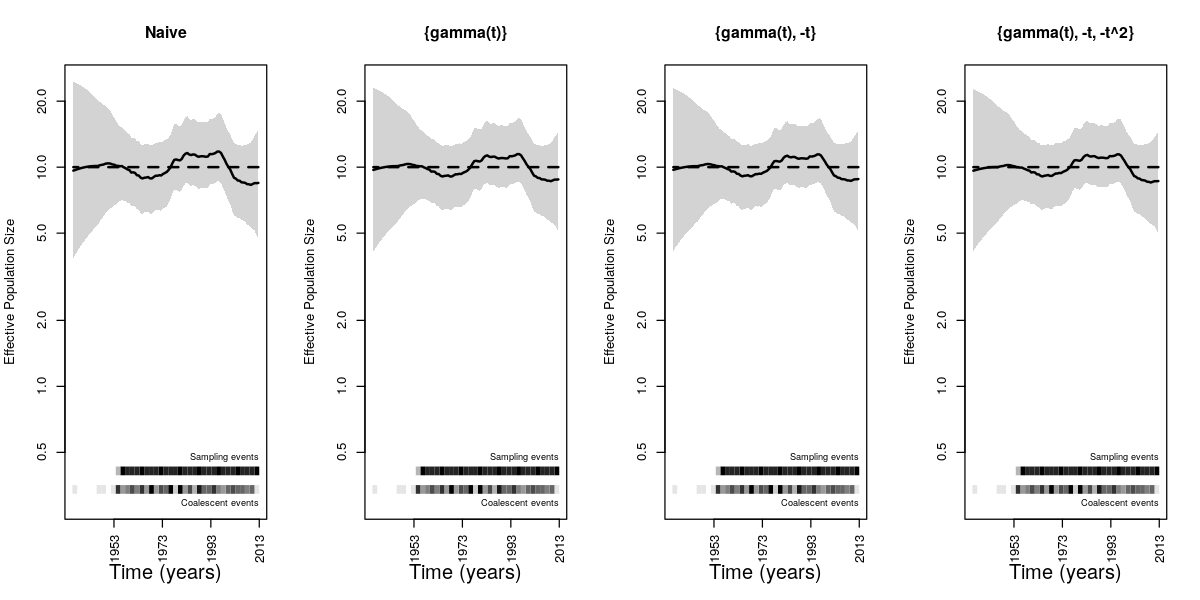 Naive
Effective Population Size
20.0
10.0
5.0
2.0
1.0
0.5
Sampling events
Coalescent events
1953
1973
1993
2013
Time (years)
{gamma(t)}
Effective Population Size
20.0
10.0
5.0
2.0
1.0
0.5
Sampling events
Coalescent events
1953
1973
1993
2013
Time (years)
{gamma(t), -t}
Effective Population Size
20.0
10.0
5.0
2.0
1.0
0.5
Sampling events
Coalescent events
1953
1973
1993
2013
Time (years)
{gamma(t), -t, -t^2}
Effective Population Size
20.0
10.0
5.0
2.0
1.0
0.5
Sampling events
Coalescent events
1953
1973
1993
2013
Time (years)